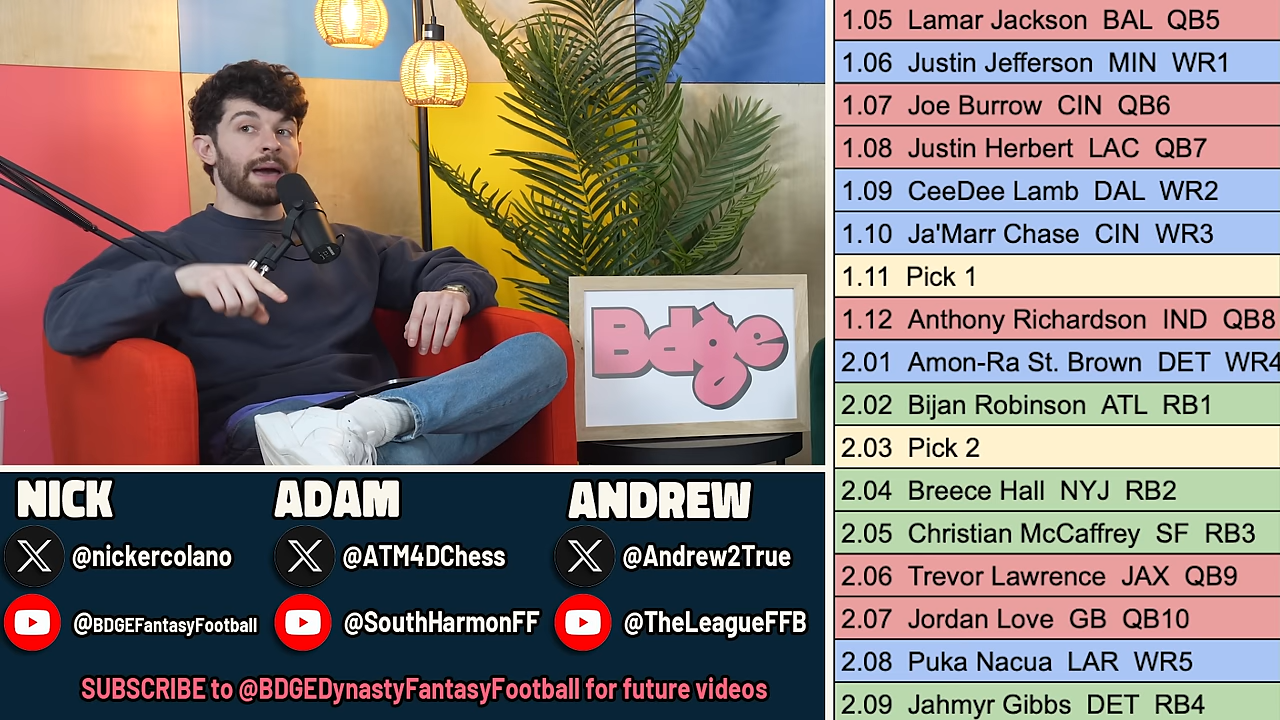 Bdge
NICK
@nickercolano
@BDGEFantasyFootball
ADAM
@ATM4DChess
@SouthHarmonFF
ANDREW
@Andrew2True
@TheLeagueFFB
SUBSCRIBE to @BDGEDynastyFantasyFootball for future videos
1.05 Lamar Jackson BAL QB5
1.06 Justin Jefferson MIN WR1
1.07 Joe Burrow CIN QB6
1.08 Justin Herbert LAC QB7
1.09 CeeDee Lamb DAL WR2
1.10 Ja'Marr Chase CIN WR3
1.11 Pick 1
1.12 Anthony Richardson IND QB8
2.01 Amon-Ra St. Brown DET WR4
2.02 Bijan Robinson ATL RB1
2.03 Pick 2
2.04 Breece Hall NYJ RB2
2.05 Christian McCaffrey SF RB3
2.06 Trevor Lawrence JAX QB9
2.07 Jordan Love GB QB10
2.08 Puka Nacua LAR WR5
2.09 Jahmyr Gibbs DET RB4